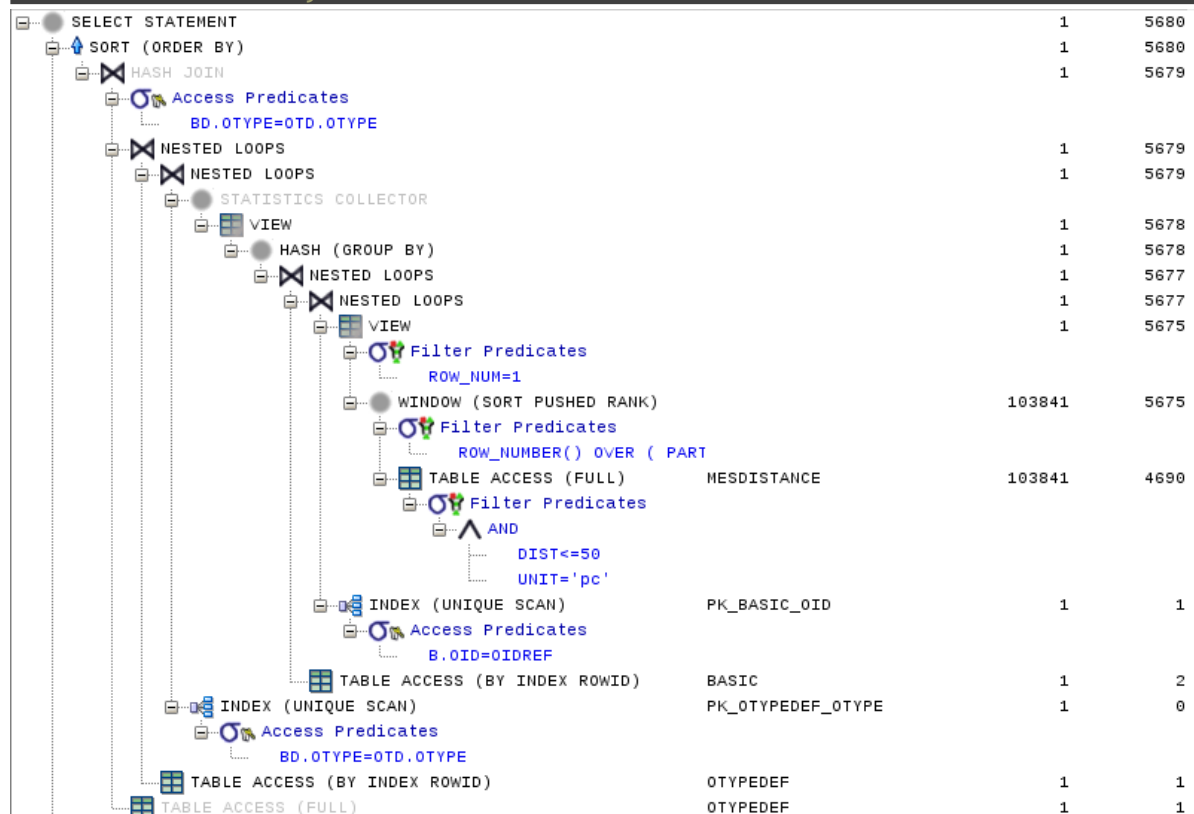 SELECT STATEMENT 1 5680
SORT (ORDER BY) 1 5680
HASH JOIN 1 5679
Access Predicates
BD.OTYPE=OTD.OTYPE
NESTED LOOPS 1 5679
NESTED LOOPS 1 5679
STATISTICS COLLECTOR
VIEW 1 5678
HASH (GROUP BY) 1 5678
NESTED LOOPS 1 5677
NESTED LOOPS 1 5677
VIEW 1 5675
Filter Predicates
ROW_NUM=1
WINDOW (SORT PUSHED RANK) 103841 5675
Filter Predicates
ROW_NUMBER() OVER ( PART
TABLE ACCESS (FULL) MESDISTANCE 103841 4690
Filter Predicates
AND
DIST<=50
UNIT='pc'
INDEX (UNIQUE SCAN) PK_BASIC_OID 1 1
Access Predicates
B.OID=OIDREF
TABLE ACCESS (BY INDEX ROWID) BASIC 1 2
INDEX (UNIQUE SCAN) PK_OTYPEDEF_OTYPE 1 0
Access Predicates
BD.OTYPE=OTD.OTYPE
TABLE ACCESS (BY INDEX ROWID) OTYPEDEF 1 1
TABLE ACCESS (FULL) OTYPEDEF 1 1